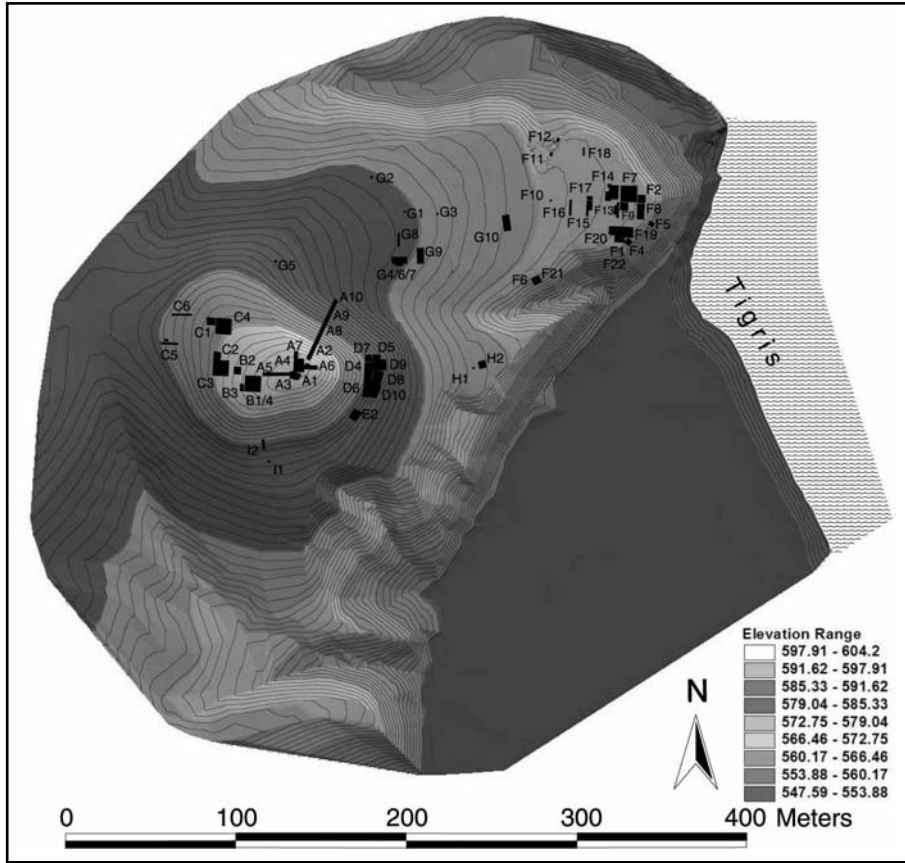 F12
F11
F18
G2
F14 F7
F10 F17 F2
G1 G3
F16 F13 F9 F8
F15 F5
G8
G10
F20 F19
G9
F1 F4
G5
G4/6/7
F22
F6 F21
Tigris
A10
C6
A9
C4
C1
A8
C5
A7 A2
D7 D5
C2
A4
H2
B2 A5 A6
D4 D9
H1
C3
A3 A1
D8
B3
D6
B1/4
D10
E2
I2
I1
Elevation Range
597.91 - 604.2
591.62 - 597.91
585.33 - 591.62
579.04 - 585.33
572.75 - 579.04
566.46 - 572.75
560.17 - 566.46
553.88 - 560.17
547.59 - 553.88
N
0 100 200 300 400 Meters